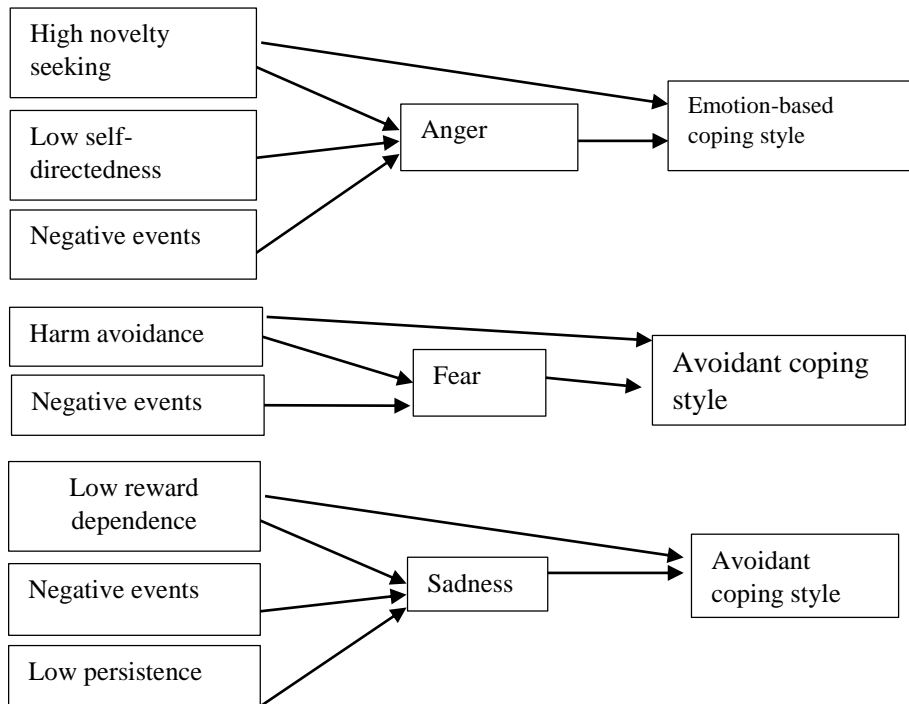 High novelty
seeking
Low self-
directedness
Negative events
Anger
Emotion-based
coping style
Harm avoidance
Negative events
Fear
Avoidant coping
style
Low reward
dependence
Negative events
Low persistence
Sadness
Avoidant
coping style